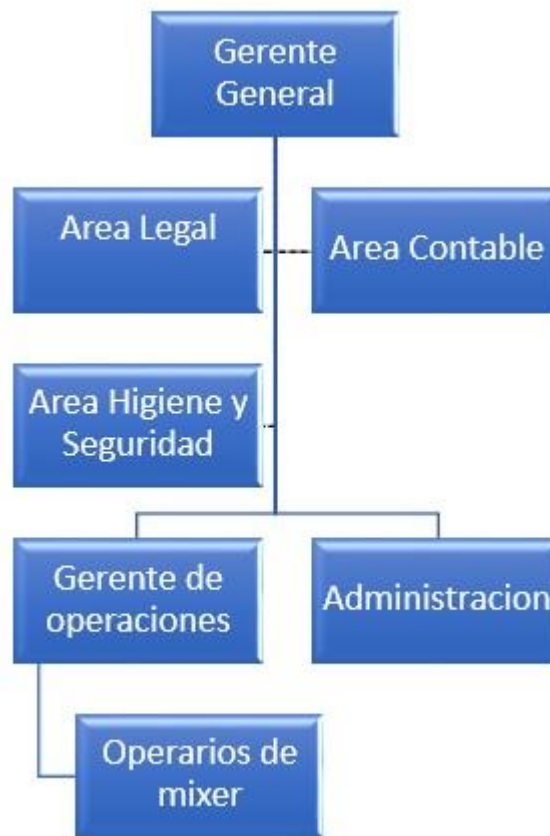 Gerente
General
Area Legal
Area Contable
Area Higiene y
Seguridad
Gerente de
operaciones
Administracion
Operarios de
mixer